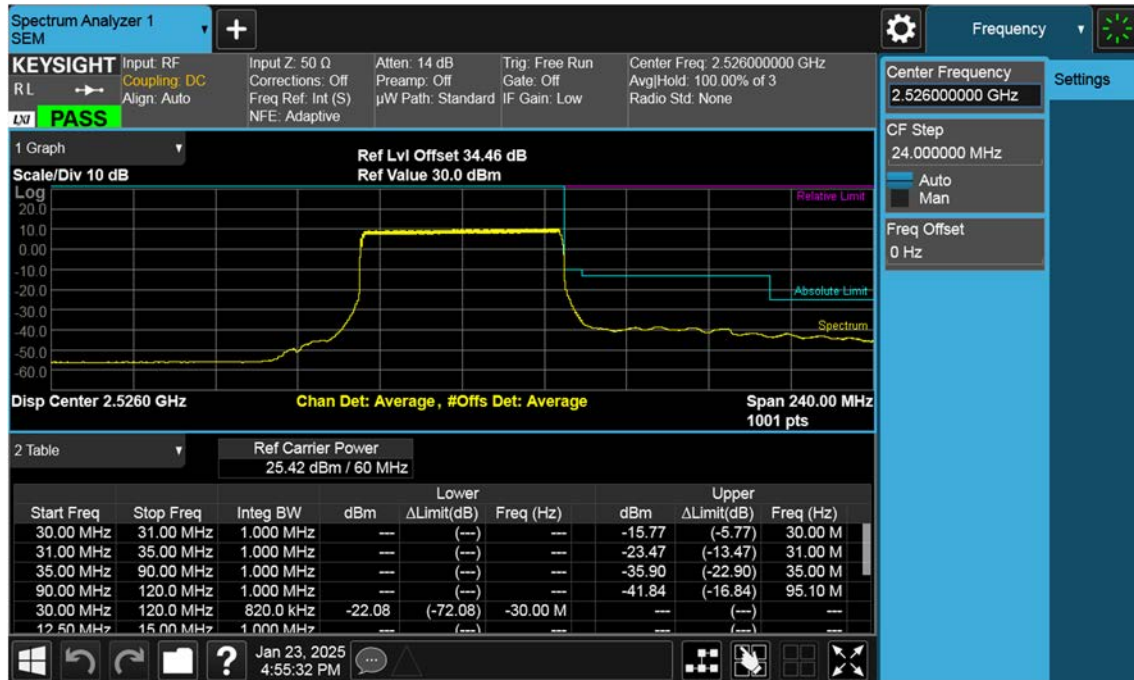 Spectrum Analyzer 1
SEM
Frequency
KEYSIGHT
RL
LXI PASS
Input: RF
Coupling: DC
Align: Auto
Input Z: 50 Ω
Corrections: Off
Freq Ref: Int (S)
NFE: Adaptive
Atten: 14 dB
Preamp: Off
µW Path: Standard
Trig: Free Run
Gate: Off
IF Gain: Low
Center Freq: 2.526000000 GHz
Avg|Hold: 100.00% of 3
Radio Std: None
Center Frequency
2.526000000 GHz
Settings
CF Step
24.000000 MHz
Auto
Man
Freq Offset
0 Hz
1 Graph
Scale/Div 10 dB
Ref Lvl Offset 34.46 dB
Ref Value 30.0 dBm
Log
20.0
10.0
0.00
-10.0
-20.0
-30.0
-40.0
-50.0
-60.0
Relative Limit
Absolute Limit
Spectrum
Disp Center 2.5260 GHz
Chan Det: Average, #Offs Det: Average
Span 240.00 MHz
1001 pts
2 Table
Ref Carrier Power
25.42 dBm / 60 MHz
Lower Upper
Start Freq Stop Freq Integ BW dBm ΔLimit(dB) Freq (Hz) dBm ΔLimit(dB) Freq (Hz)
30.00 MHz 31.00 MHz 1.000 MHz --- (---) --- -15.77 (-5.77) 30.00 M
31.00 MHz 35.00 MHz 1.000 MHz --- (---) --- -23.47 (-13.47) 31.00 M
35.00 MHz 90.00 MHz 1.000 MHz --- (---) --- -35.90 (-22.90) 35.00 M
90.00 MHz 120.0 MHz 1.000 MHz --- (---) --- -41.84 (-16.84) 95.10 M
30.00 MHz 120.0 MHz 820.0 kHz -22.08 (-72.08) -30.00 M --- (---) ---
12.50 MHz 15.00 MHz 1.000 MHz --- (---) --- --- (---) ---
?
Jan 23, 2025
4:55:32 PM